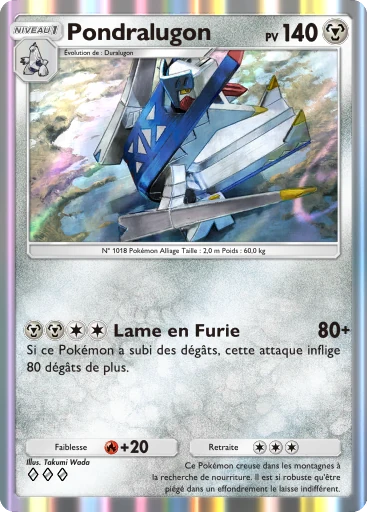 NIVEAU 1
Pondralugon
PV 140
Évolution de : Duralugon
N° 1018 Pokémon Alliage Taille : 2,0 m Poids : 60,0 kg
Lame en Furie 80+
Si ce Pokémon a subi des dégâts, cette attaque inflige
80 dégâts de plus.
Faiblesse +20 Retraite
Illus. Takumi Wada
Ce Pokémon creuse dans les montagnes à
la recherche de nourriture. Il est si robuste qu'être
piégé dans un effondrement le laisse indifférent.